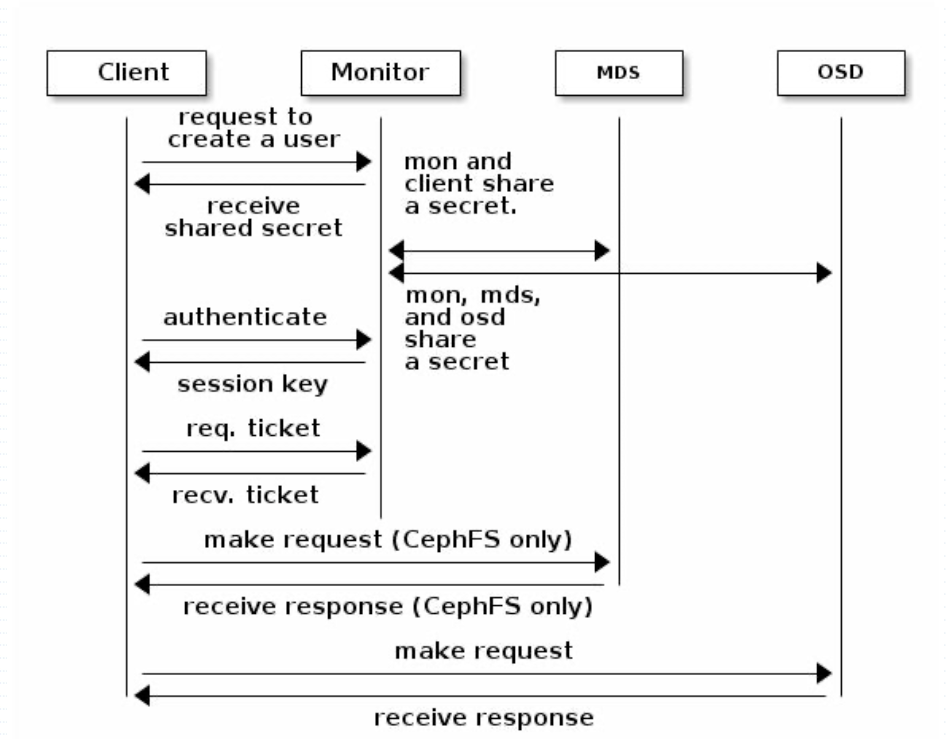 Client
Monitor
MDS
OSD
request to
create a user
mon and
client share
a secret.
receive
shared secret
mon, mds,
and osd
share
a secret
authenticate
session key
req. ticket
recv. ticket
make request (CephFS only)
receive response (CephFS only)
make request
receive response